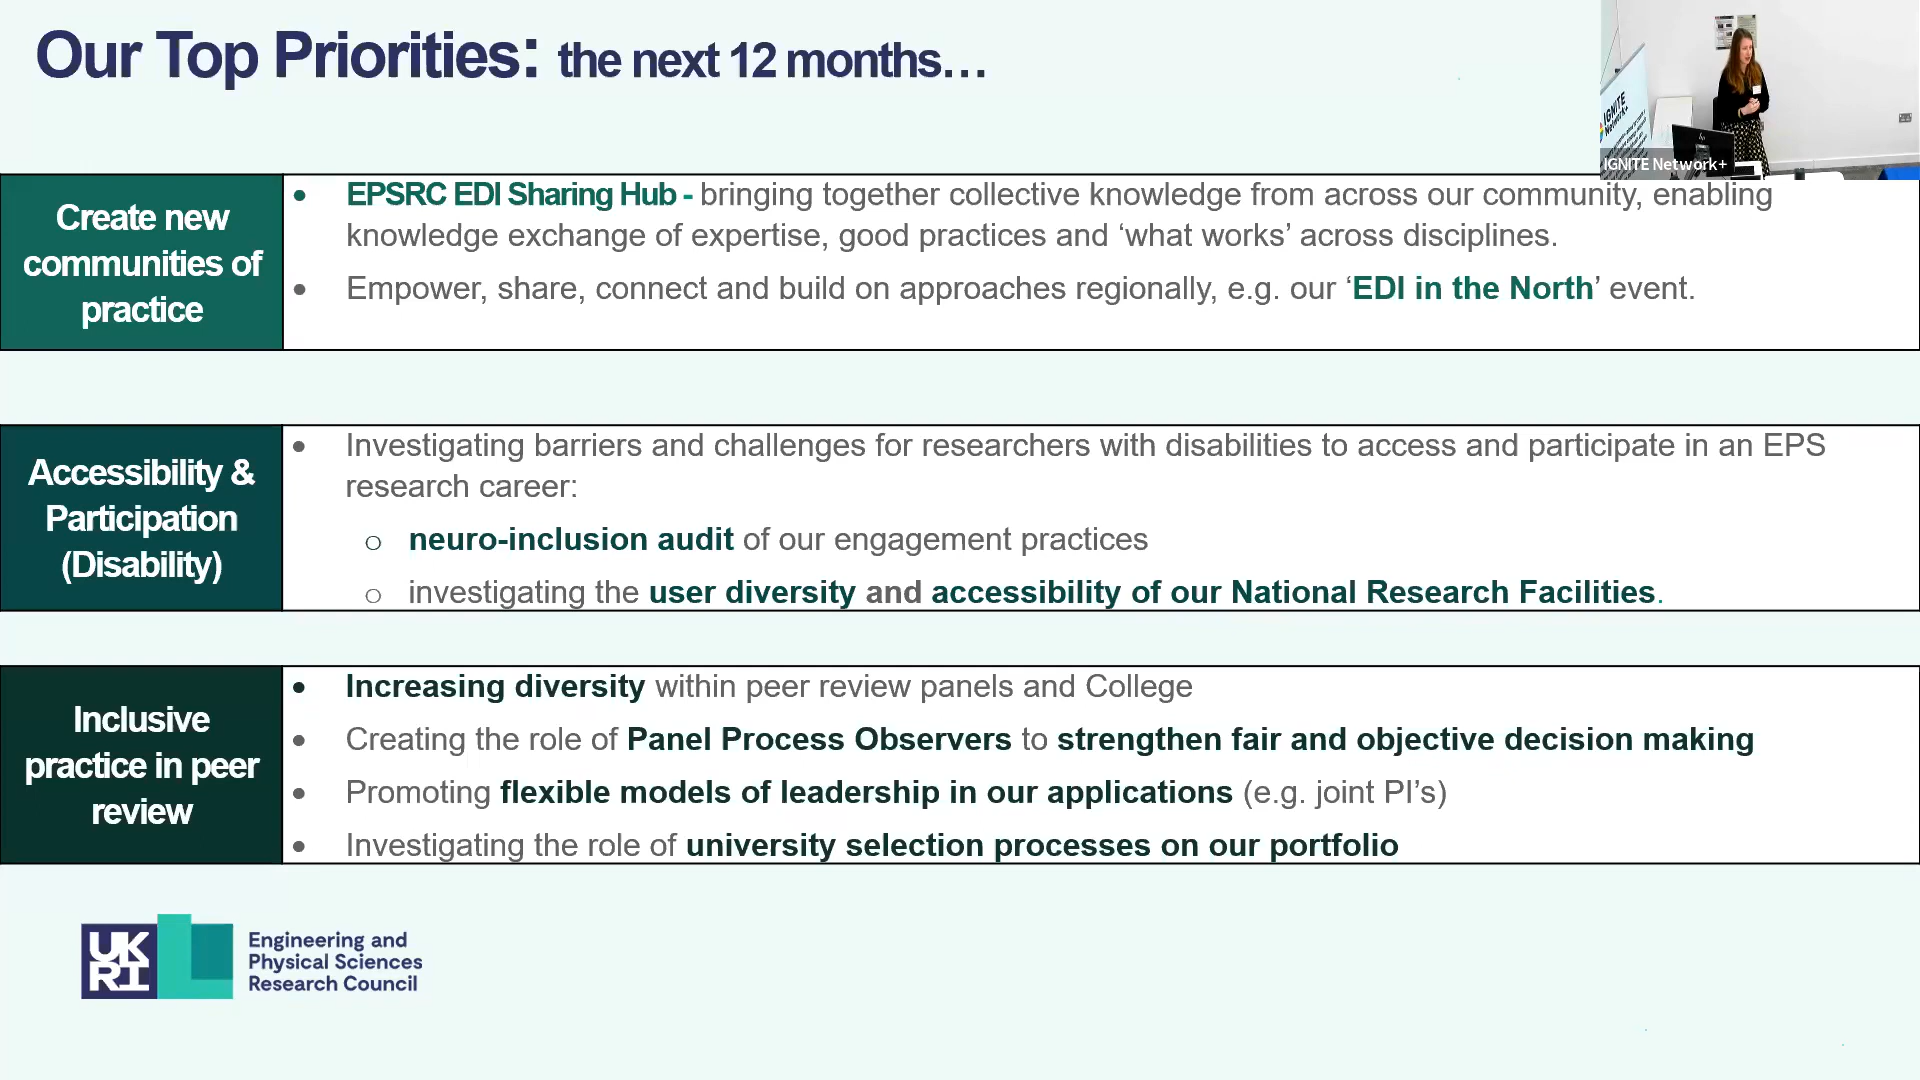 Our Top Priorities: the next 12 months…
IGNITE
Network+
IGNITE Network+
Create new
communities of
practice
• EPSRC EDI Sharing Hub - bringing together collective knowledge from across our community, enabling
knowledge exchange of expertise, good practices and ‘what works’ across disciplines.
• Empower, share, connect and build on approaches regionally, e.g. our ‘EDI in the North’ event.
Accessibility &
Participation
(Disability)
• Investigating barriers and challenges for researchers with disabilities to access and participate in an EPS
research career:
o neuro-inclusion audit of our engagement practices
o investigating the user diversity and accessibility of our National Research Facilities.
Inclusive
practice in peer
review
• Increasing diversity within peer review panels and College
• Creating the role of Panel Process Observers to strengthen fair and objective decision making
• Promoting flexible models of leadership in our applications (e.g. joint PI’s)
• Investigating the role of university selection processes on our portfolio
UK
RI
Engineering and
Physical Sciences
Research Council